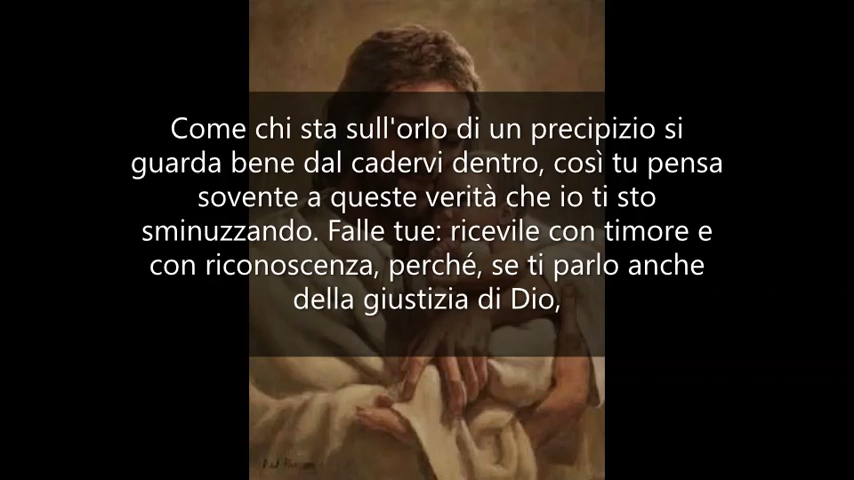 Come chi sta sull'orlo di un precipizio si
guarda bene dal cadervi dentro, così tu pensa
sovente a queste verità che io ti sto
sminuzzando. Falle tue: ricevile con timore e
con riconoscenza, perché, se ti parlo anche
della giustizia di Dio,